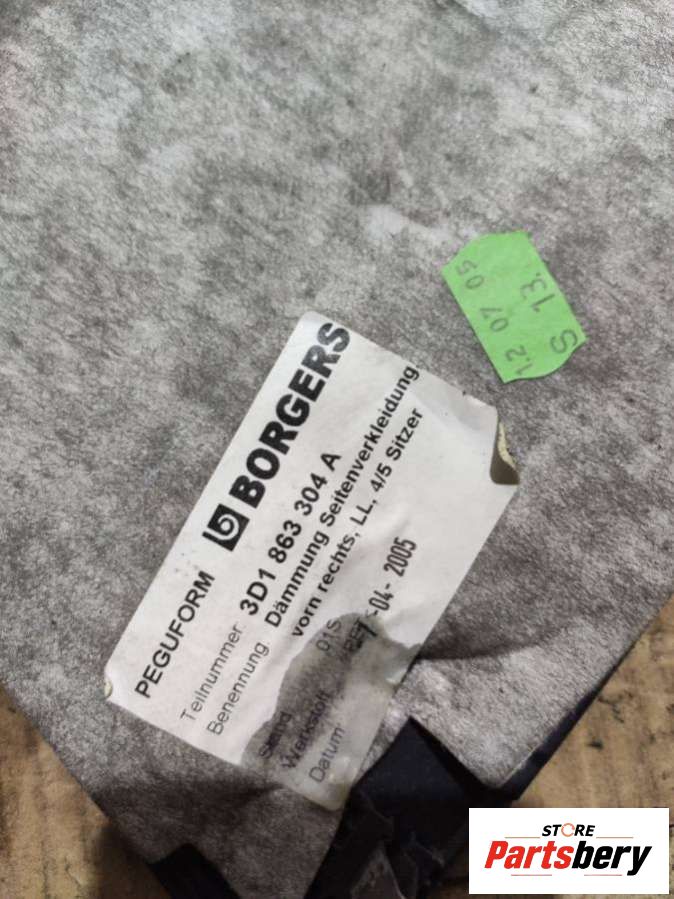 PEGUFORM
BORGERS
Teilnummer 3D1 863 304 A
Benennung Dämmung Seitenverkleidung,
vorn rechts, LL, 4/5 Sitzer
Stand 01S
Werkstoff
Datum -04- 2005
12 07 05
S 13.
STORE
Partsbery